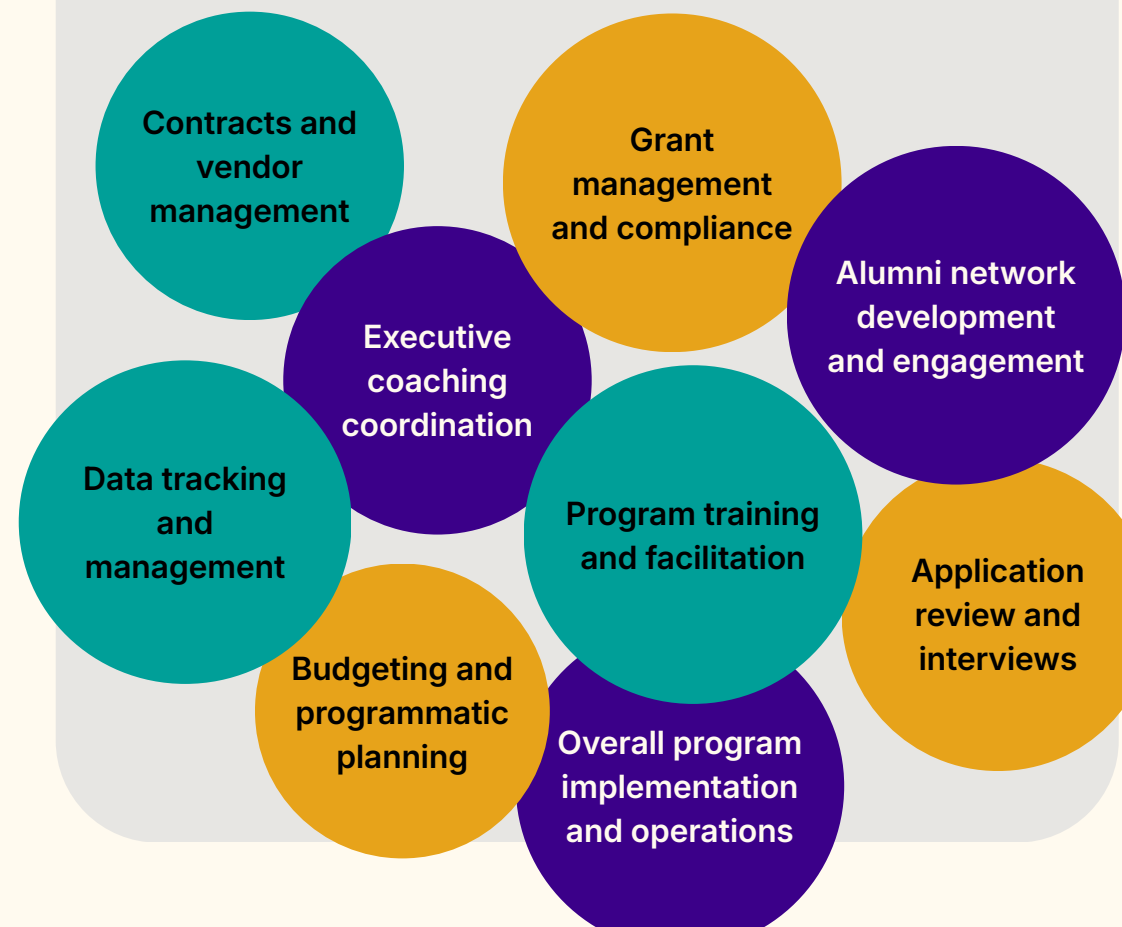 Contracts and
vendor
management
Grant
management
and compliance
Alumni network
development
and engagement
Executive
coaching
coordination
Data tracking
and
management
Program training
and facilitation
Application
review and
interviews
Budgeting and
programmatic
planning
Overall program
implementation
and operations